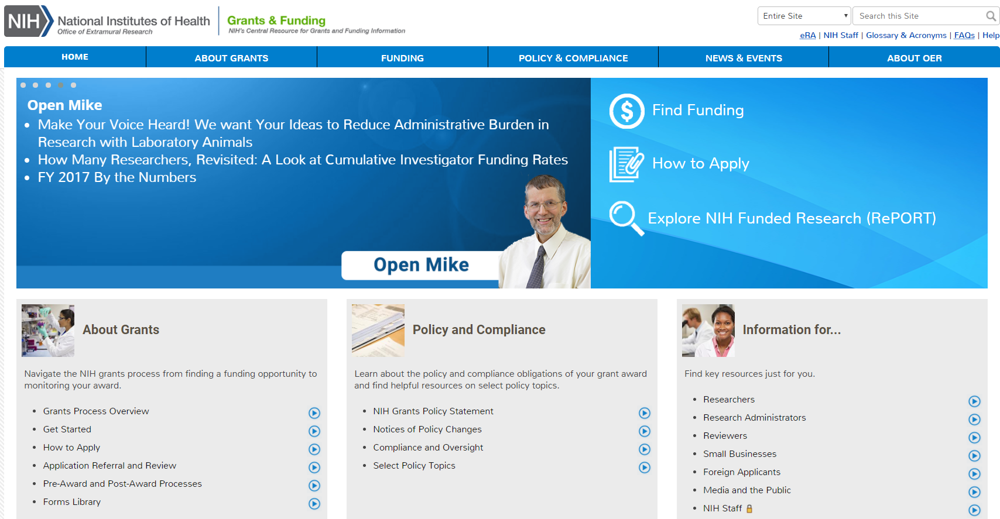 NIH National Institutes of Health
Office of Extramural Research
Grants & Funding
NIH's Central Resource for Grants and Funding Information
Entire Site
Search this Site
eRA | NIH Staff | Glossary & Acronyms | FAQs | Help
HOME
ABOUT GRANTS
FUNDING
POLICY & COMPLIANCE
NEWS & EVENTS
ABOUT OER
Open Mike
• Make Your Voice Heard! We want Your Ideas to Reduce Administrative Burden in
Research with Laboratory Animals
• How Many Researchers, Revisited: A Look at Cumulative Investigator Funding Rates
• FY 2017 By the Numbers
Open Mike
$ Find Funding
How to Apply
Explore NIH Funded Research (RePORT)
About Grants
Navigate the NIH grants process from finding a funding opportunity to
monitoring your award.
• Grants Process Overview
• Get Started
• How to Apply
• Application Referral and Review
• Pre-Award and Post-Award Processes
• Forms Library
Policy and Compliance
Learn about the policy and compliance obligations of your grant award
and find helpful resources on select policy topics.
• NIH Grants Policy Statement
• Notices of Policy Changes
• Compliance and Oversight
• Select Policy Topics
Information for...
Find key resources just for you.
• Researchers
• Research Administrators
• Reviewers
• Small Businesses
• Foreign Applicants
• Media and the Public
• NIH Staff